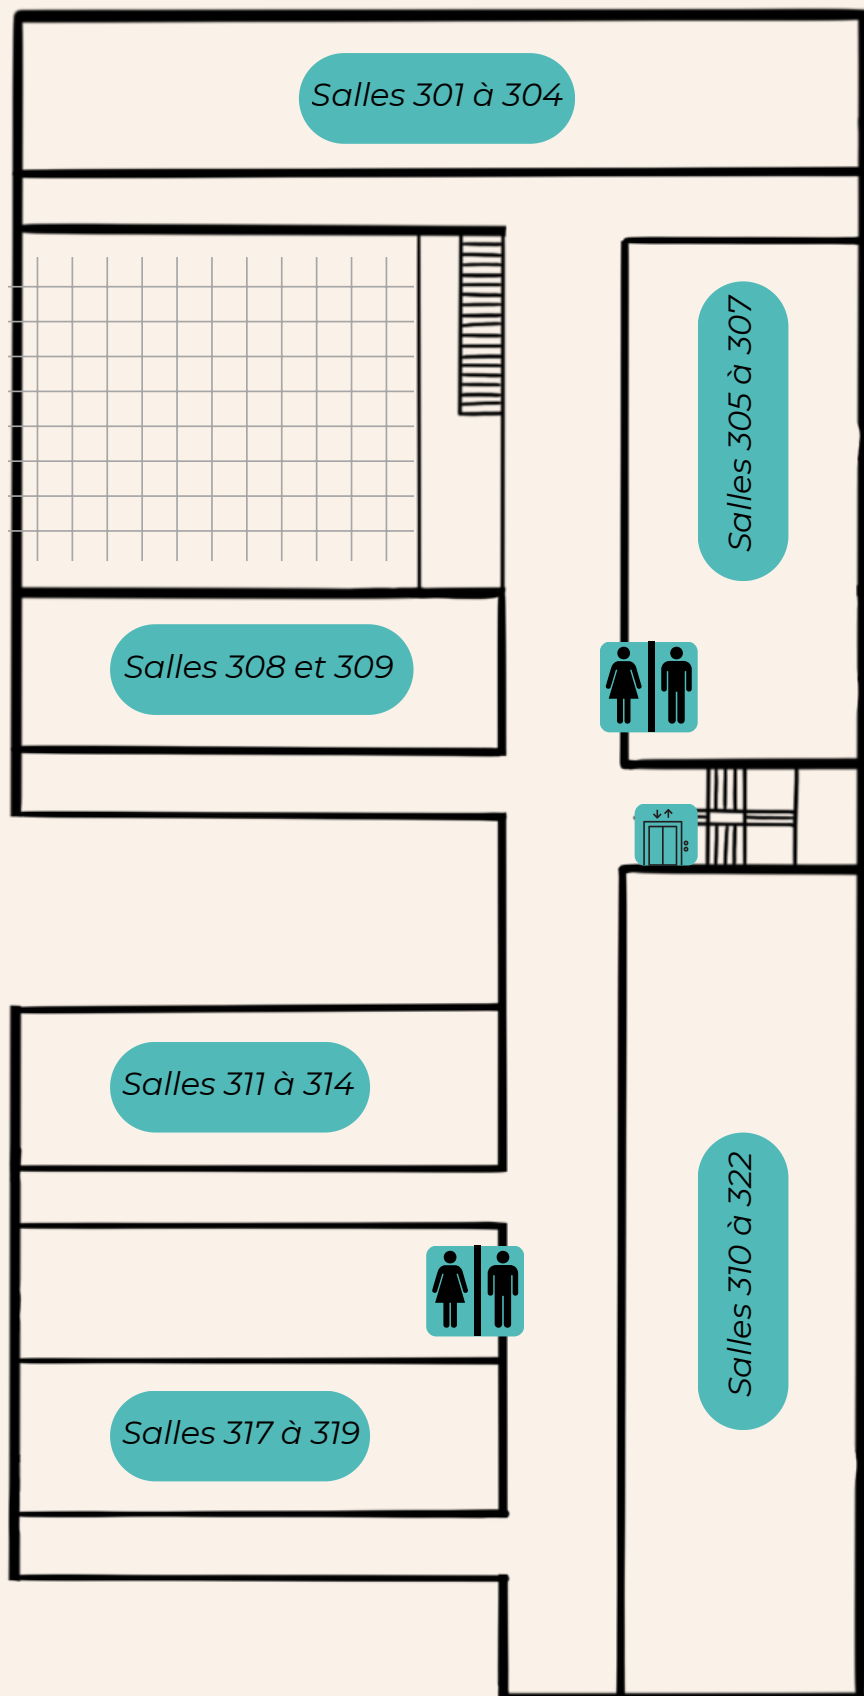 Salles 301 à 304
Salles 305 à 307
Salles 308 et 309
Salles 311 à 314
Salles 310 à 322
Salles 317 à 319